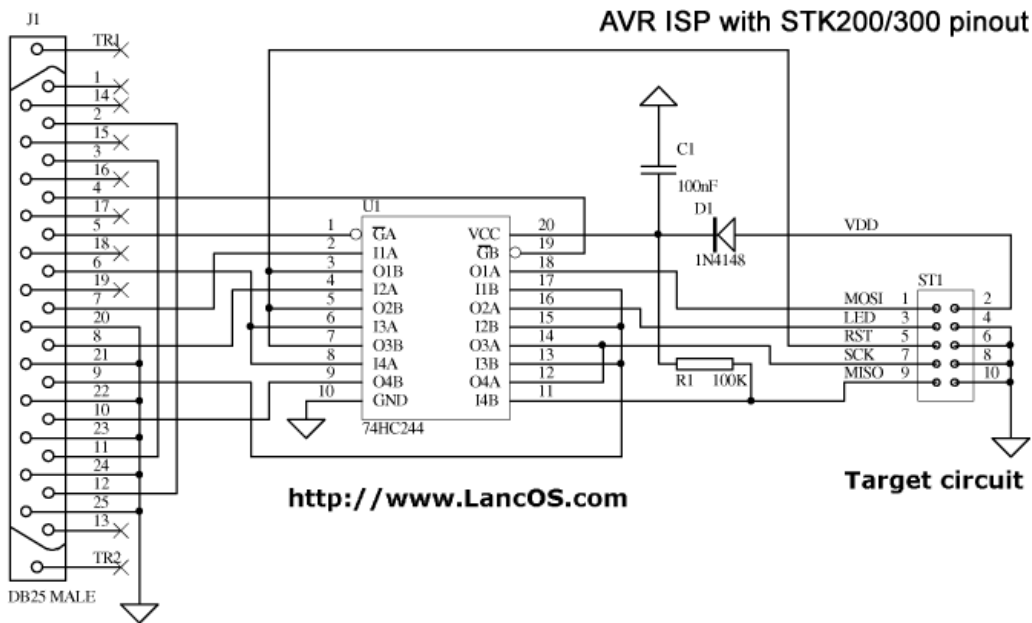 AVR ISP with STK200/300 pinout
J1
TR1
1
14
2
15
3
16
4
17
5
18
6
19
7
20
8
21
9
22
10
23
11
24
12
25
13
TR2
DB25 MALE
U1
1 GA VCC 20
2 I1A GB 19
3 O1B O1A 18
4 I2A I1B 17
5 O2B O2A 16
6 I3A I2B 15
7 O3B O3A 14
8 I4A I3B 13
9 O4B O4A 12
10 GND I4B 11
74HC244
C1
100nF
D1
1N4148
R1 100K
VDD
ST1
MOSI 1 2
LED 3 4
RST 5 6
SCK 7 8
MISO 9 10
Target circuit
http://www.LancOS.com